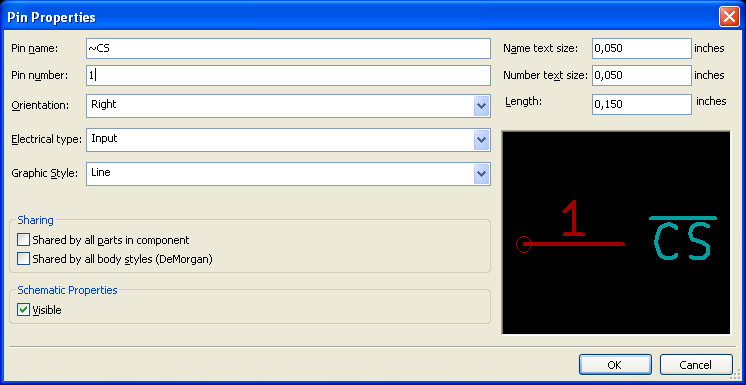 Pin Properties
Pin name: ~CS Name text size: 0,050 inches
Pin number: 1 Number text size: 0,050 inches
Orientation: Right Length: 0,150 inches
Electrical type: Input
Graphic Style: Line
1 CS
Sharing
Shared by all parts in component
Shared by all body styles (DeMorgan)
Schematic Properties
Visible
OK Cancel